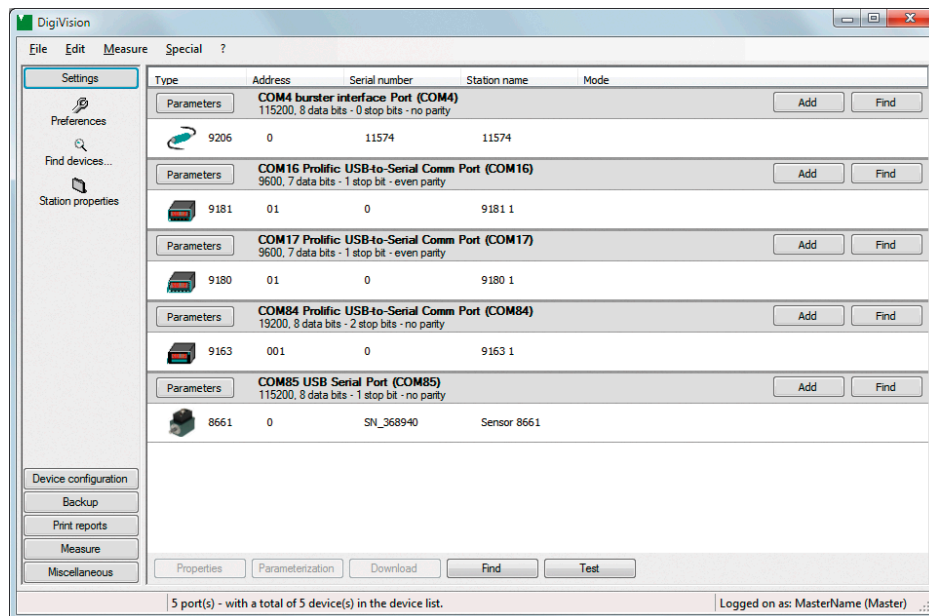 DigiVision
File Edit Measure Special ?
Settings
Preferences
Find devices...
Station properties
Device configuration
Backup
Print reports
Measure
Miscellaneous
Type Address Serial number Station name Mode
Parameters COM4 burster interface Port (COM4) Add Find
115200, 8 data bits - 0 stop bits - no parity
9206 0 11574 11574
Parameters COM16 Prolific USB-to-Serial Comm Port (COM16) Add Find
9600, 7 data bits - 1 stop bit - even parity
9181 01 0 9181 1
Parameters COM17 Prolific USB-to-Serial Comm Port (COM17) Add Find
9600, 7 data bits - 1 stop bit - even parity
9180 01 0 9180 1
Parameters COM84 Prolific USB-to-Serial Comm Port (COM84) Add Find
19200, 8 data bits - 2 stop bits - no parity
9163 001 0 9163 1
Parameters COM85 USB Serial Port (COM85) Add Find
115200, 8 data bits - 1 stop bit - no parity
8661 0 SN_368940 Sensor 8661
Properties Parameterization Download Find Test
5 port(s) - with a total of 5 device(s) in the device list. Logged on as: MasterName (Master)